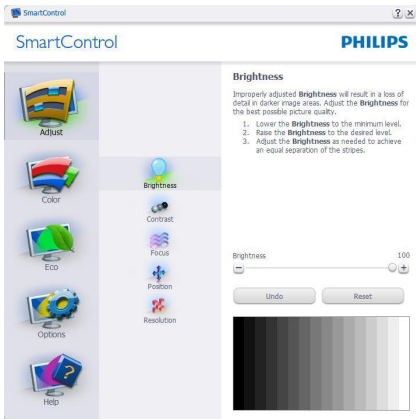 SmartControl
SmartControl
PHILIPS
Adjust
Color
Eco
Options
Help
Brightness
Contrast
Focus
Position
Resolution
Brightness
Improperly adjusted Brightness will result in a loss of
detail in darker image areas. Adjust the Brightness for
the best possible picture quality.
1. Lower the Brightness to the minimum level.
2. Raise the Brightness to the desired level.
3. Adjust the Brightness as needed to achieve
an equal separation of the stripes.
Brightness 100
Undo Reset